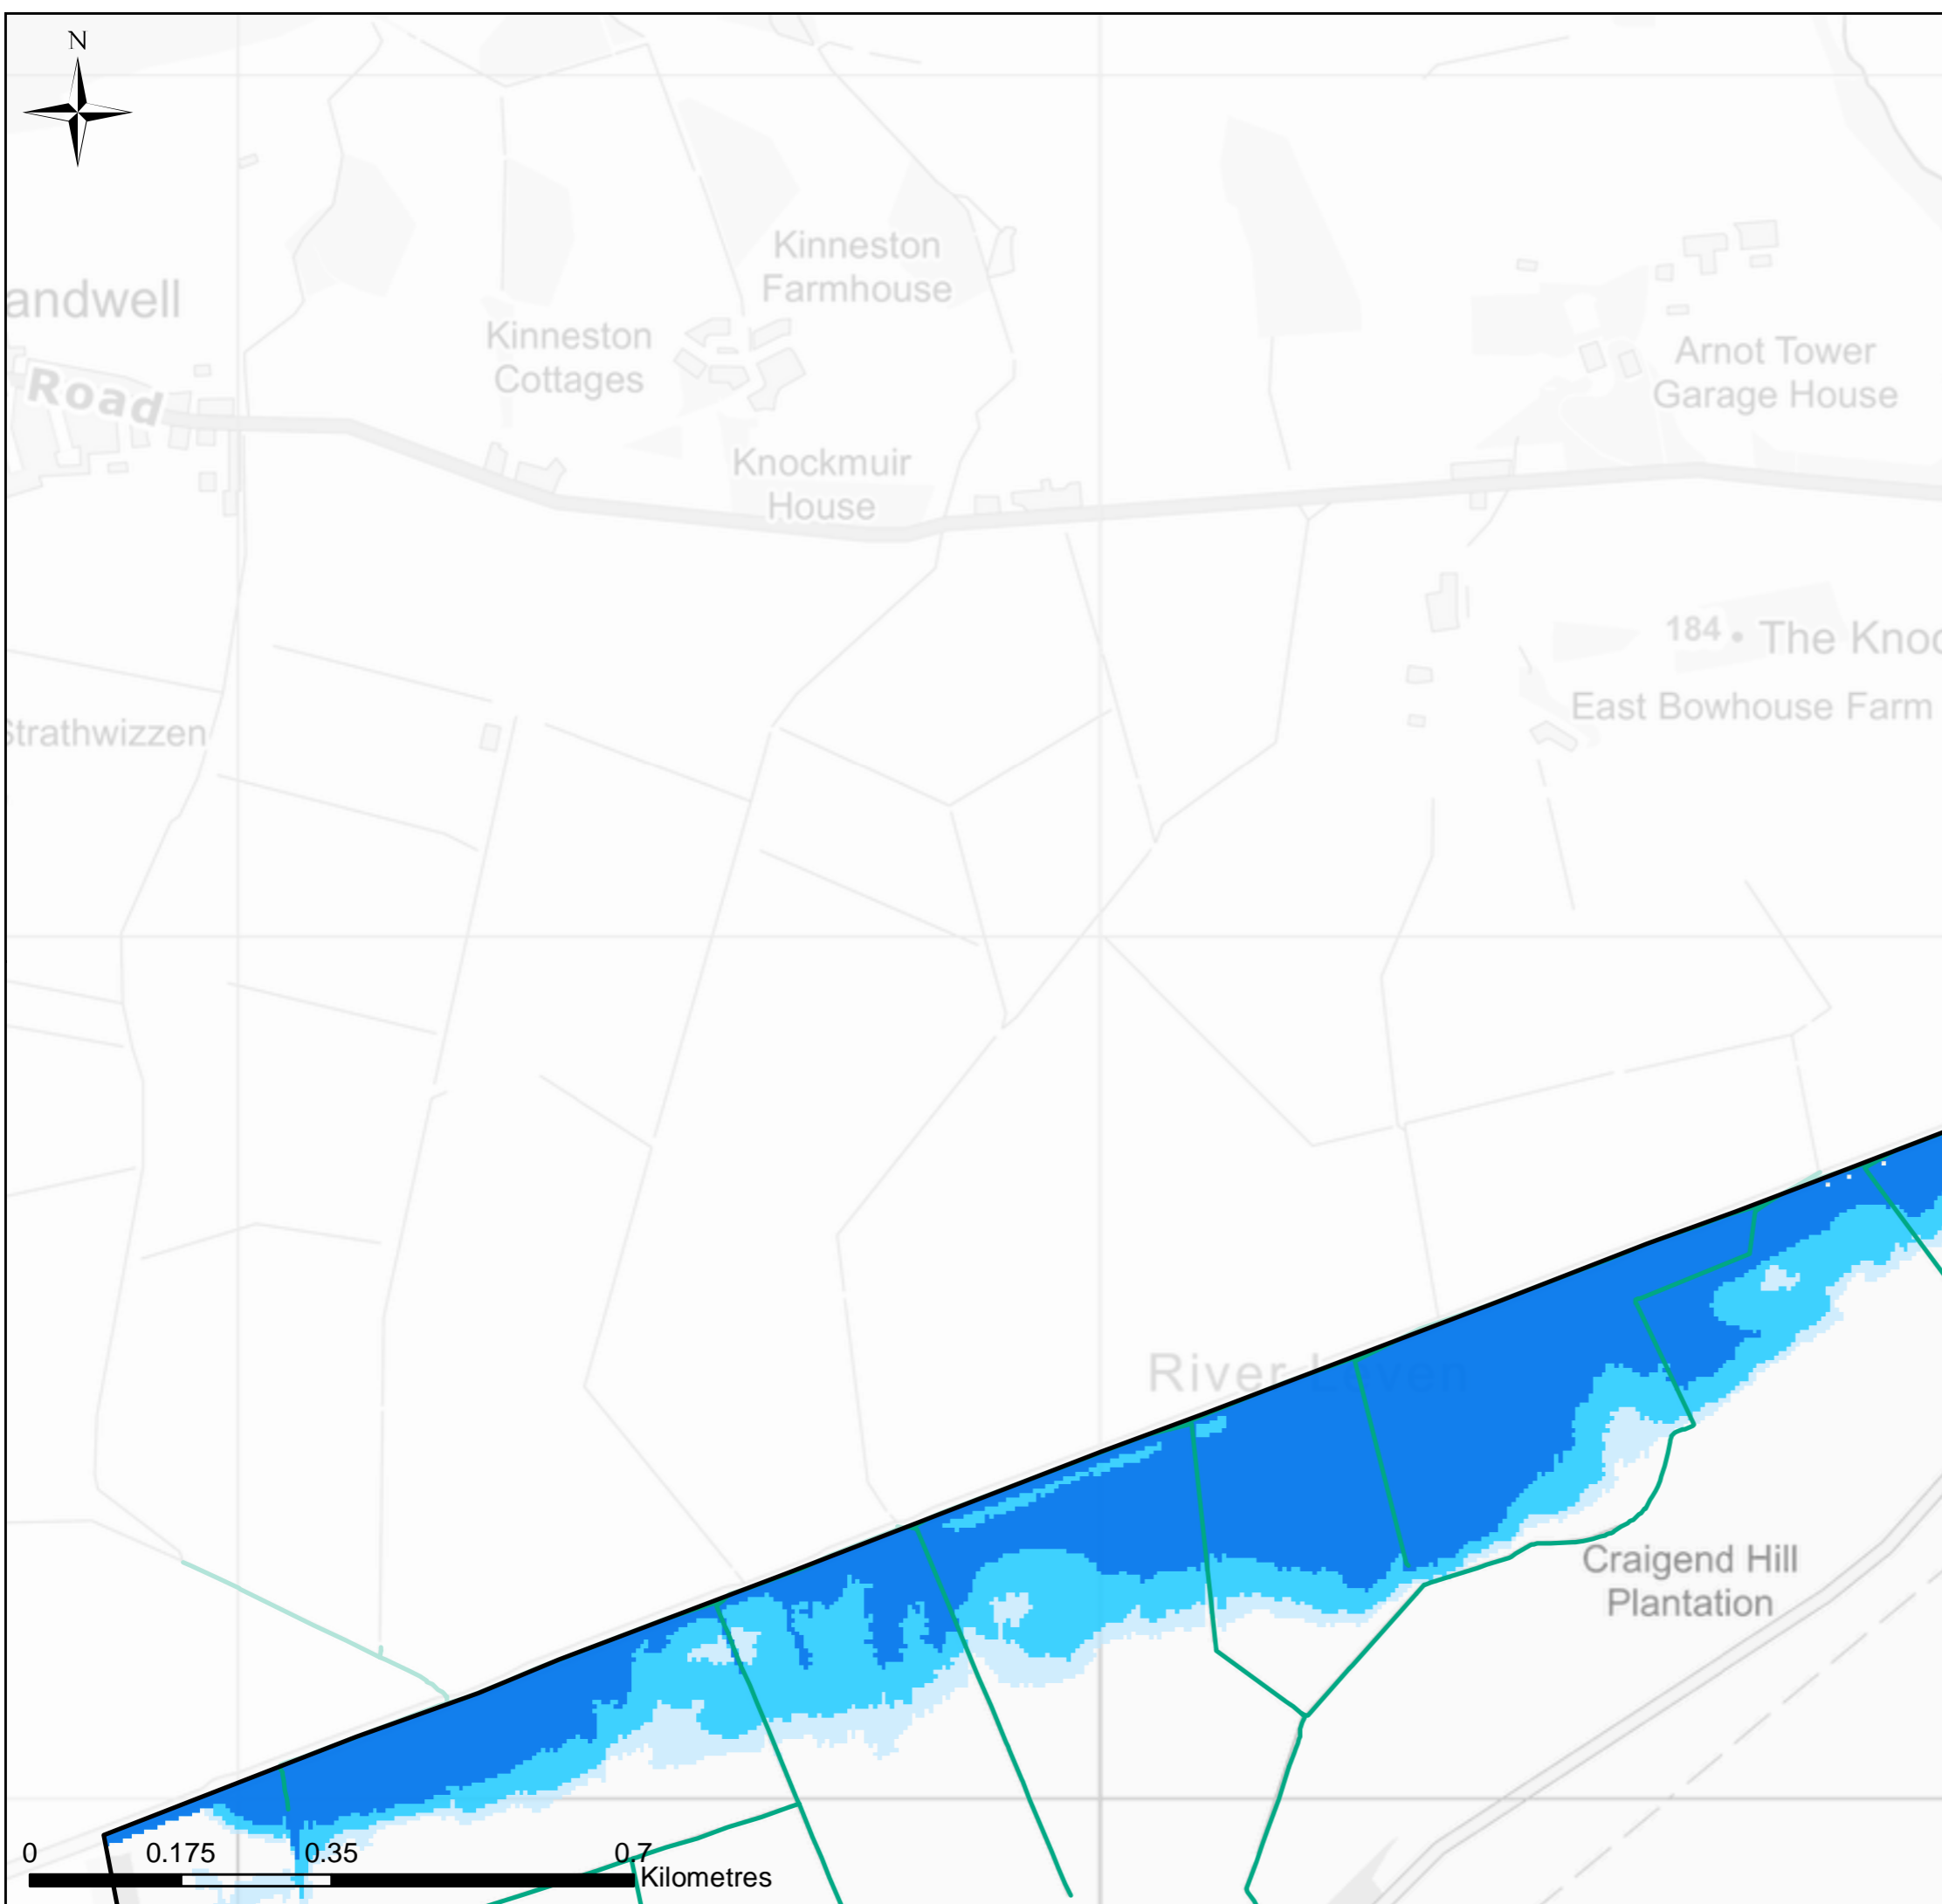 N
Kinneston
Farmhouse
andwell
Kinneston
Cottages
Arnot Tower
Garage House
Road
Knockmuir
House
184 • The Knoc
East Bowhouse Farm
Strathwizzen
River Leven
Craigend Hill
Plantation
0 0.175 0.35 0.7
Kilometres